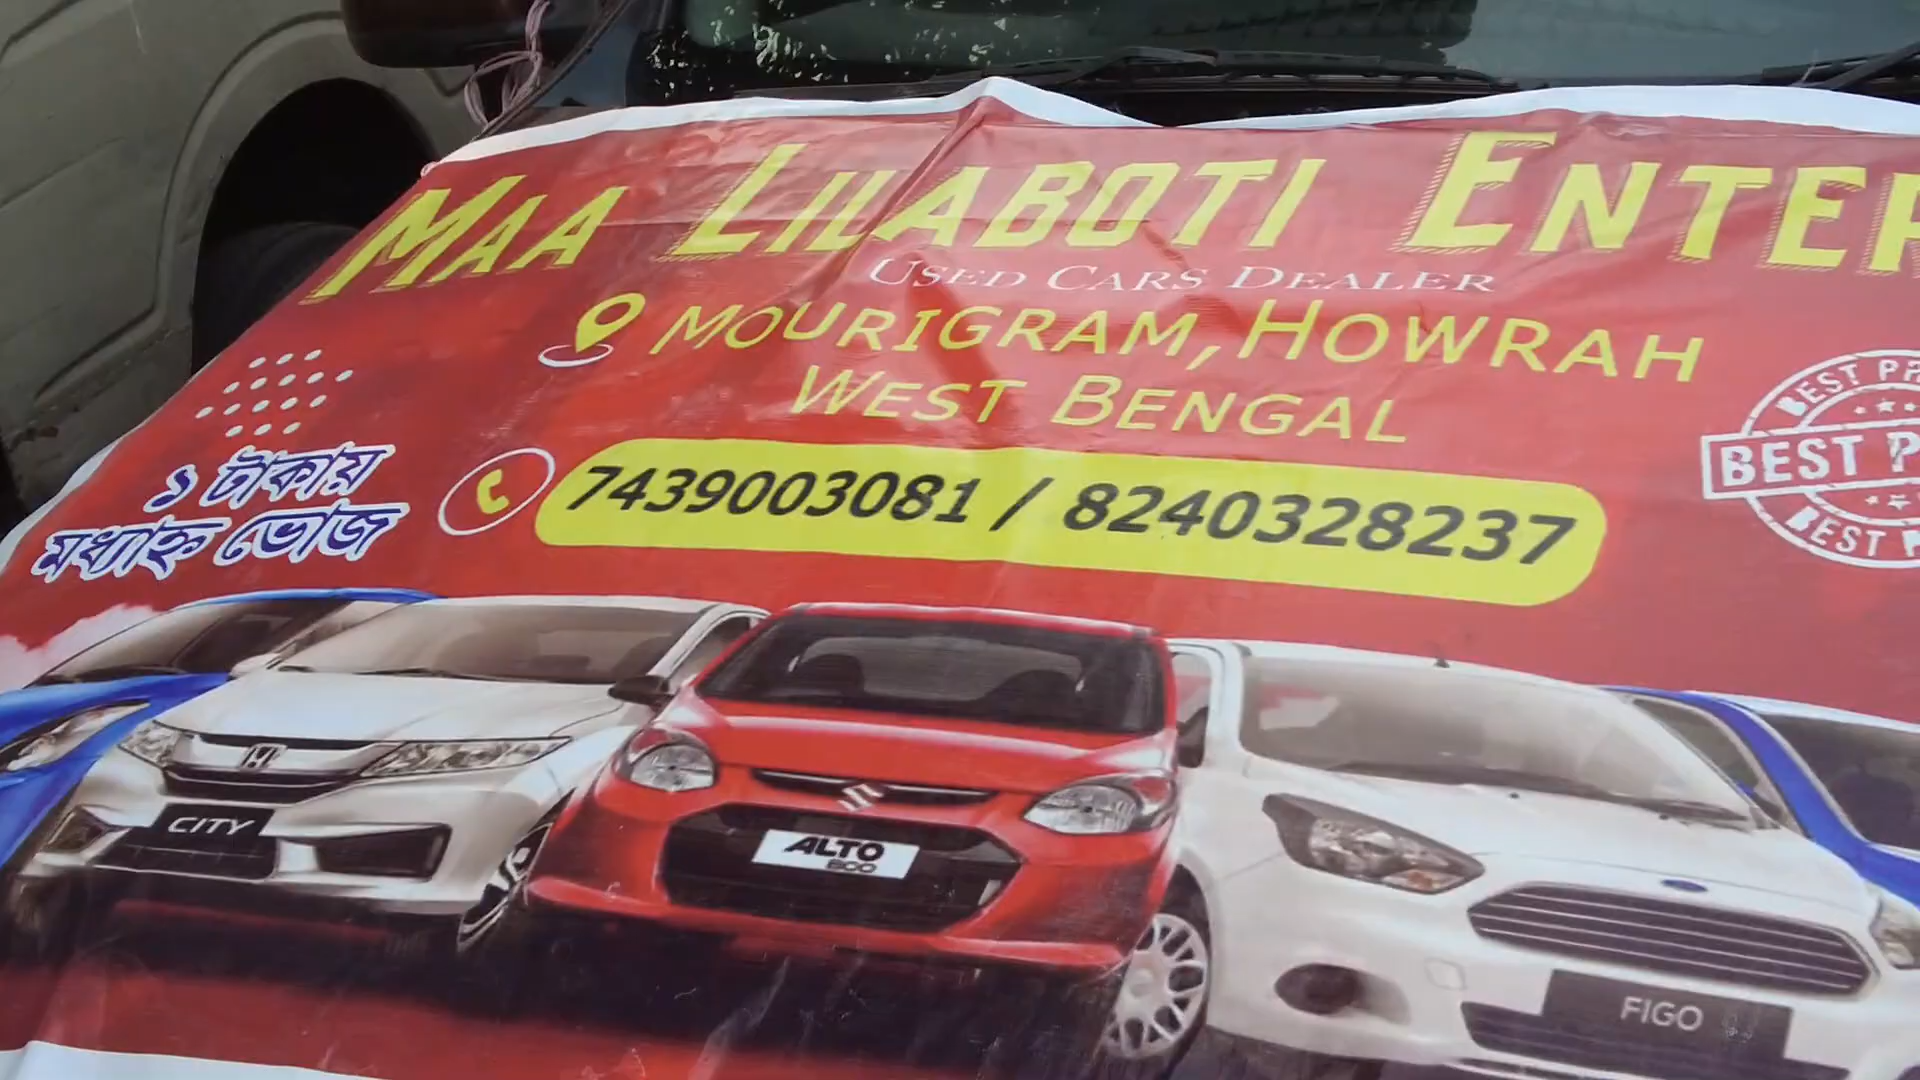 MAA LILABOTI ENTER
USED CARS DEALER
MOURIGRAM, HOWRAH
WEST BENGAL
7439003081 / 8240328237
১ টাকায়
মধ্যাহ্ন ভোজ
BEST PR
BEST P
BEST P
CITY
ALTO
800
FIGO